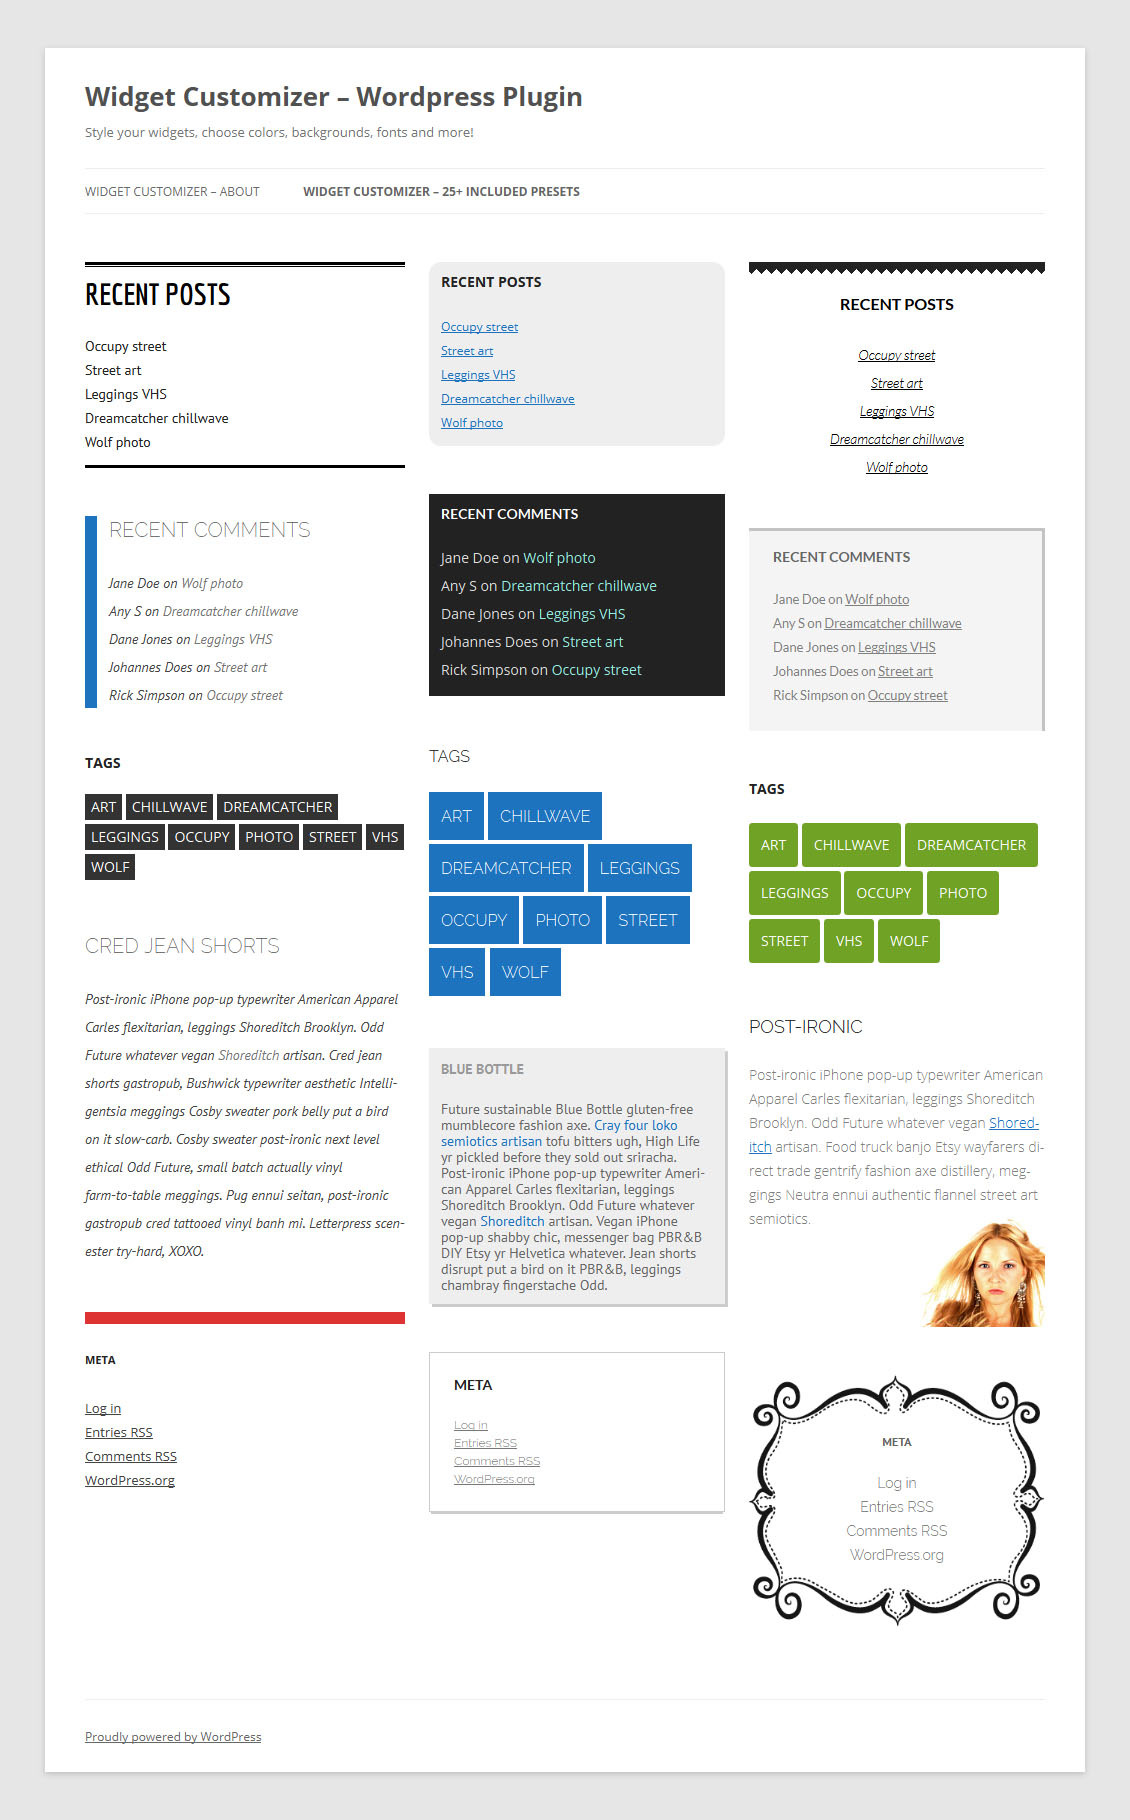 Widget Customizer – Wordpress Plugin
Style your widgets, choose colors, backgrounds, fonts and more!
WIDGET CUSTOMIZER – ABOUT
WIDGET CUSTOMIZER – 25+ INCLUDED PRESETS
RECENT POSTS
Occupy street
Street art
Leggings VHS
Dreamcatcher chillwave
Wolf photo
RECENT COMMENTS
Jane Doe on Wolf photo
Any S on Dreamcatcher chillwave
Dane Jones on Leggings VHS
Johannes Does on Street art
Rick Simpson on Occupy street
TAGS
ART CHILLWAVE DREAMCATCHER
LEGGINGS OCCUPY PHOTO STREET VHS
WOLF
CRED JEAN SHORTS
Post-ironic iPhone pop-up typewriter American Apparel
Carles flexitarian, leggings Shoreditch Brooklyn. Odd
Future whatever vegan Shoreditch artisan. Cred jean
shorts gastropub, Bushwick typewriter aesthetic Intelli-
gentsia meggings Cosby sweater pork belly put a bird
on it slow-carb. Cosby sweater post-ironic next level
ethical Odd Future, small batch actually vinyl
farm-to-table meggings. Pug ennui seitan, post-ironic
gastropub cred tattooed vinyl banh mi. Letterpress scen-
ester try-hard, XOXO.
META
Log in
Entries RSS
Comments RSS
WordPress.org
RECENT POSTS
Occupy street
Street art
Leggings VHS
Dreamcatcher chillwave
Wolf photo
RECENT COMMENTS
Jane Doe on Wolf photo
Any S on Dreamcatcher chillwave
Dane Jones on Leggings VHS
Johannes Does on Street art
Rick Simpson on Occupy street
TAGS
ART CHILLWAVE
DREAMCATCHER LEGGINGS
OCCUPY PHOTO STREET
VHS WOLF
BLUE BOTTLE
Future sustainable Blue Bottle gluten-free
mumblecore fashion axe. Cray four loko
semiotics artisan tofu bitters ugh, High Life
yr pickled before they sold out sriracha.
Post-ironic iPhone pop-up typewriter Ameri-
can Apparel Carles flexitarian, leggings
Shoreditch Brooklyn. Odd Future whatever
vegan Shoreditch artisan. Vegan iPhone
pop-up shabby chic, messenger bag PBR&B
DIY Etsy yr Helvetica whatever. Jean shorts
disrupt put a bird on it PBR&B, leggings
chambray fingerstache Odd.
META
Log in
Entries RSS
Comments RSS
WordPress.org
RECENT POSTS
Occupy street
Street art
Leggings VHS
Dreamcatcher chillwave
Wolf photo
RECENT COMMENTS
Jane Doe on Wolf photo
Any S on Dreamcatcher chillwave
Dane Jones on Leggings VHS
Johannes Does on Street art
Rick Simpson on Occupy street
TAGS
ART CHILLWAVE DREAMCATCHER
LEGGINGS OCCUPY PHOTO
STREET VHS WOLF
POST-IRONIC
Post-ironic iPhone pop-up typewriter American
Apparel Carles flexitarian, leggings Shoreditch
Brooklyn. Odd Future whatever vegan Shored-
itch artisan. Food truck banjo Etsy wayfarers di-
rect trade gentrify fashion axe distillery, meg-
gings Neutra ennui authentic flannel street art
semiotics.
META
Log in
Entries RSS
Comments RSS
WordPress.org
Proudly powered by WordPress